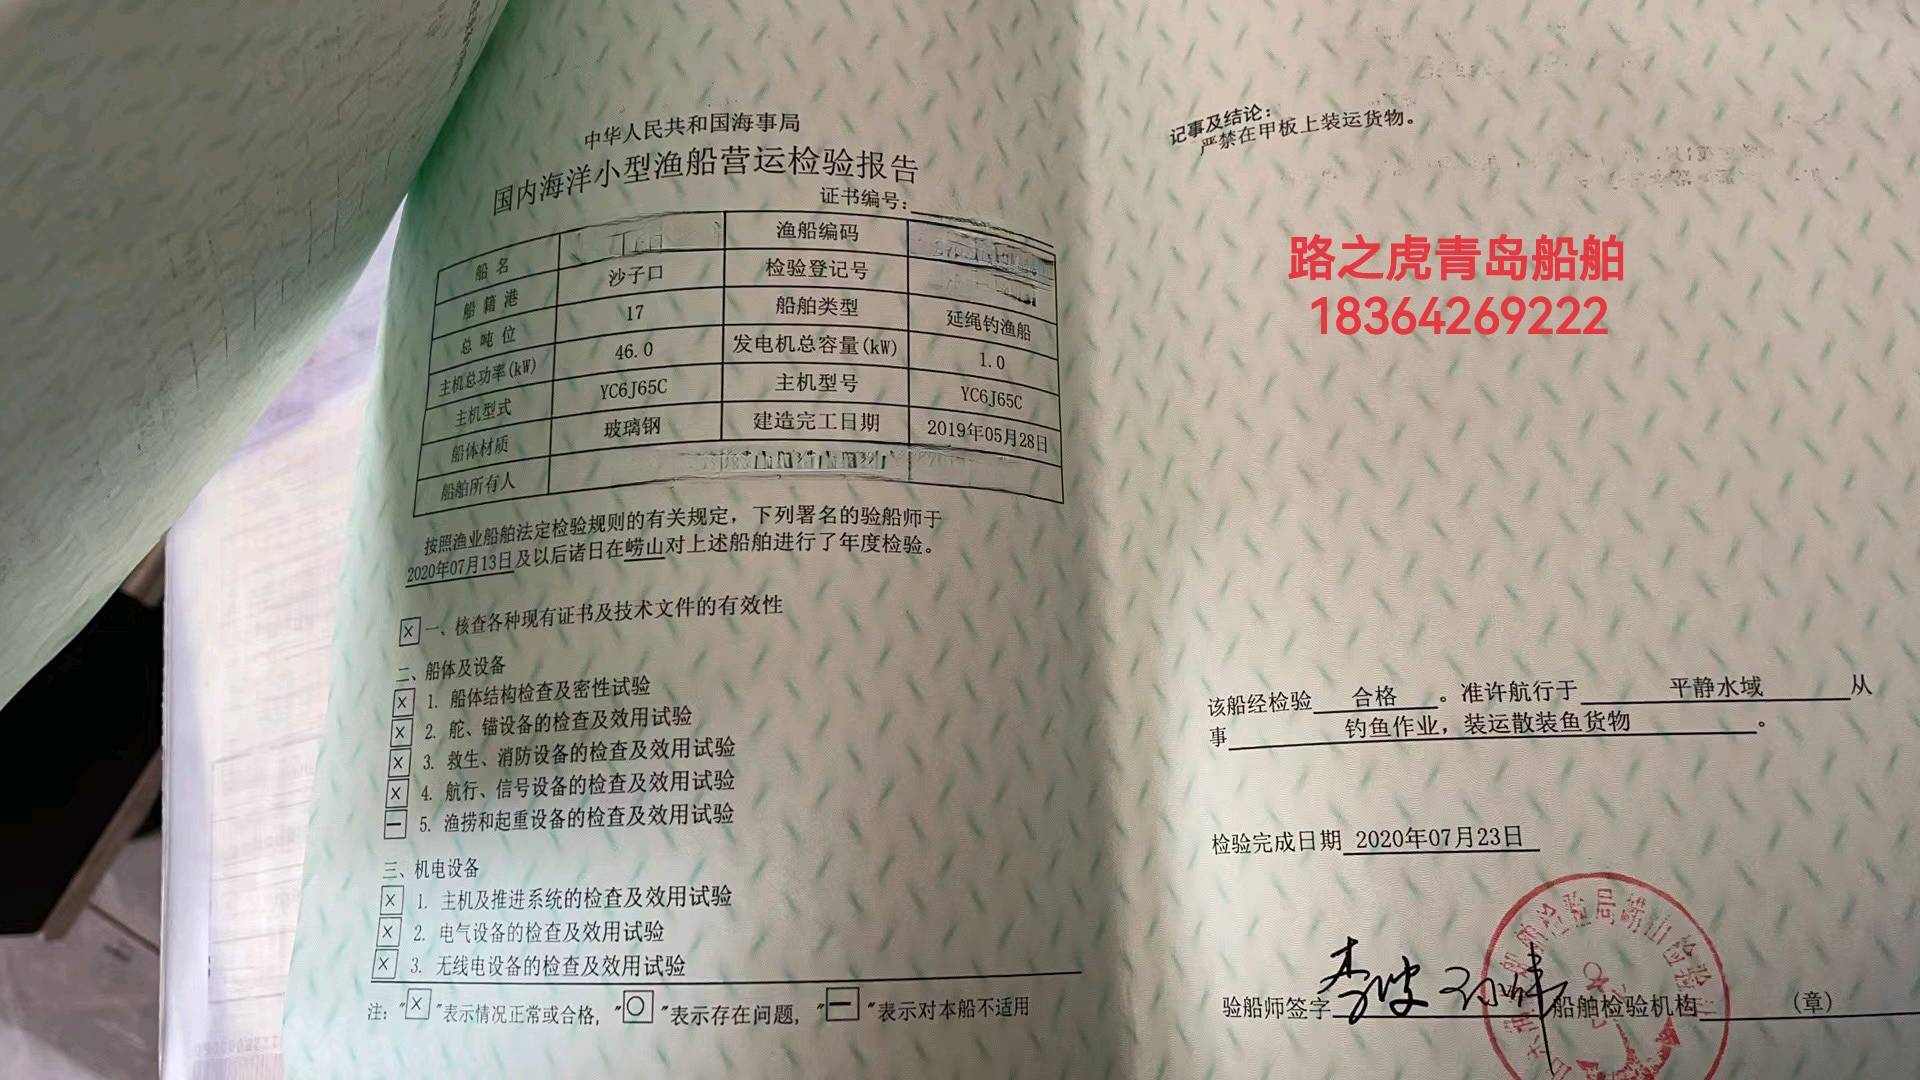 中华人民共和国海事局
国内海洋小型渔船营运检验报告
证书编号：
船名 渔船编码
船籍港 沙子口 检验登记号
总吨位 17 船舶类型 延绳钓渔船
主机总功率(kW) 46.0 发电机总容量(kW) 1.0
主机型式 YC6J65C 主机型号 YC6J65C
船体材质 玻璃钢 建造完工日期 2019年05月28日
船舶所有人
按照渔业船舶法定检验规则的有关规定，下列署名的验船师于
2020年07月13日及以后诸日在崂山对上述船舶进行了年度检验。
x 一、核查各种现有证书及技术文件的有效性
二、船体及设备
x 1. 船体结构检查及密性试验
x 2. 舵、锚设备的检查及效用试验
x 3. 救生、消防设备的检查及效用试验
x 4. 航行、信号设备的检查及效用试验
— 5. 渔捞和起重设备的检查及效用试验
三、机电设备
x 1. 主机及推进系统的检查及效用试验
x 2. 电气设备的检查及效用试验
x 3. 无线电设备的检查及效用试验
注："x"表示情况正常或合格，"○"表示存在问题，"—"表示对本船不适用
记事及结论：
严禁在甲板上装运货物。
路之虎青岛船舶
18364269222
该船经检验 合格 。准许航行于 平静水域 从
事 钓鱼作业，装运散装鱼货物 。
检验完成日期 2020年07月23日
验船师签字 船舶检验机构 （章）